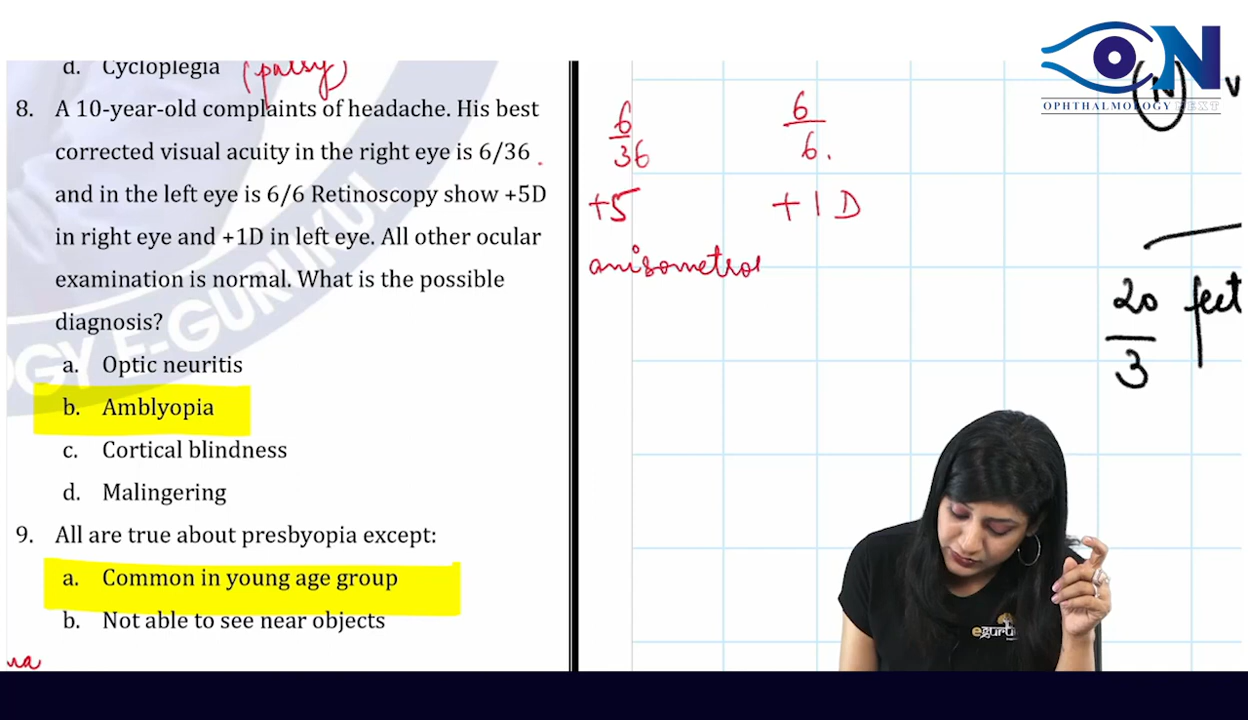 ON
OPHTHALMOLOGY NEXT
d. Cycloplegia (palsy)
8. A 10-year-old complaints of headache. His best
corrected visual acuity in the right eye is 6/36
and in the left eye is 6/6 Retinoscopy show +5D
in right eye and +1D in left eye. All other ocular
examination is normal. What is the possible
diagnosis?
a. Optic neuritis
b. Amblyopia
c. Cortical blindness
d. Malingering
9. All are true about presbyopia except:
a. Common in young age group
b. Not able to see near objects
6/36 6/6.
+5 +1 D
anisometrop
N V
20/3 feet
eguru